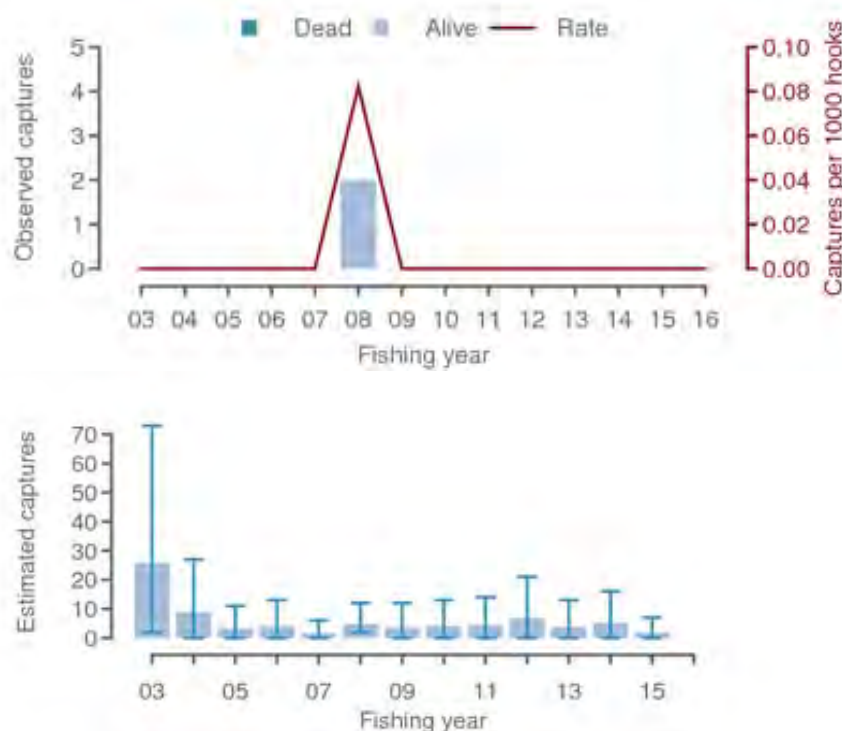 Dead Alive Rate
5
4
3
2
1
0
Observed captures
0.10
0.08
0.06
0.04
0.02
0.00
Captures per 1000 hooks
03 04 05 06 07 08 09 10 11 12 13 14 15 16
Fishing year
70
60
50
40
30
20
10
0
Estimated captures
03 05 07 09 11 13 15
Fishing year